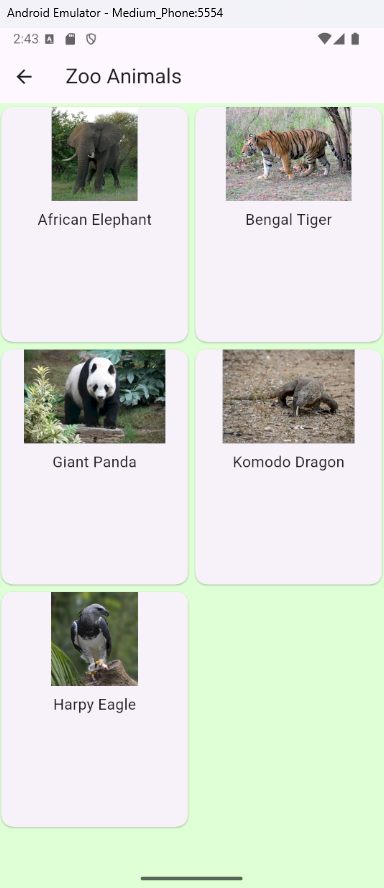 Android Emulator - Medium_Phone:5554
2:43
Zoo Animals
African Elephant
Bengal Tiger
Giant Panda
Komodo Dragon
Harpy Eagle